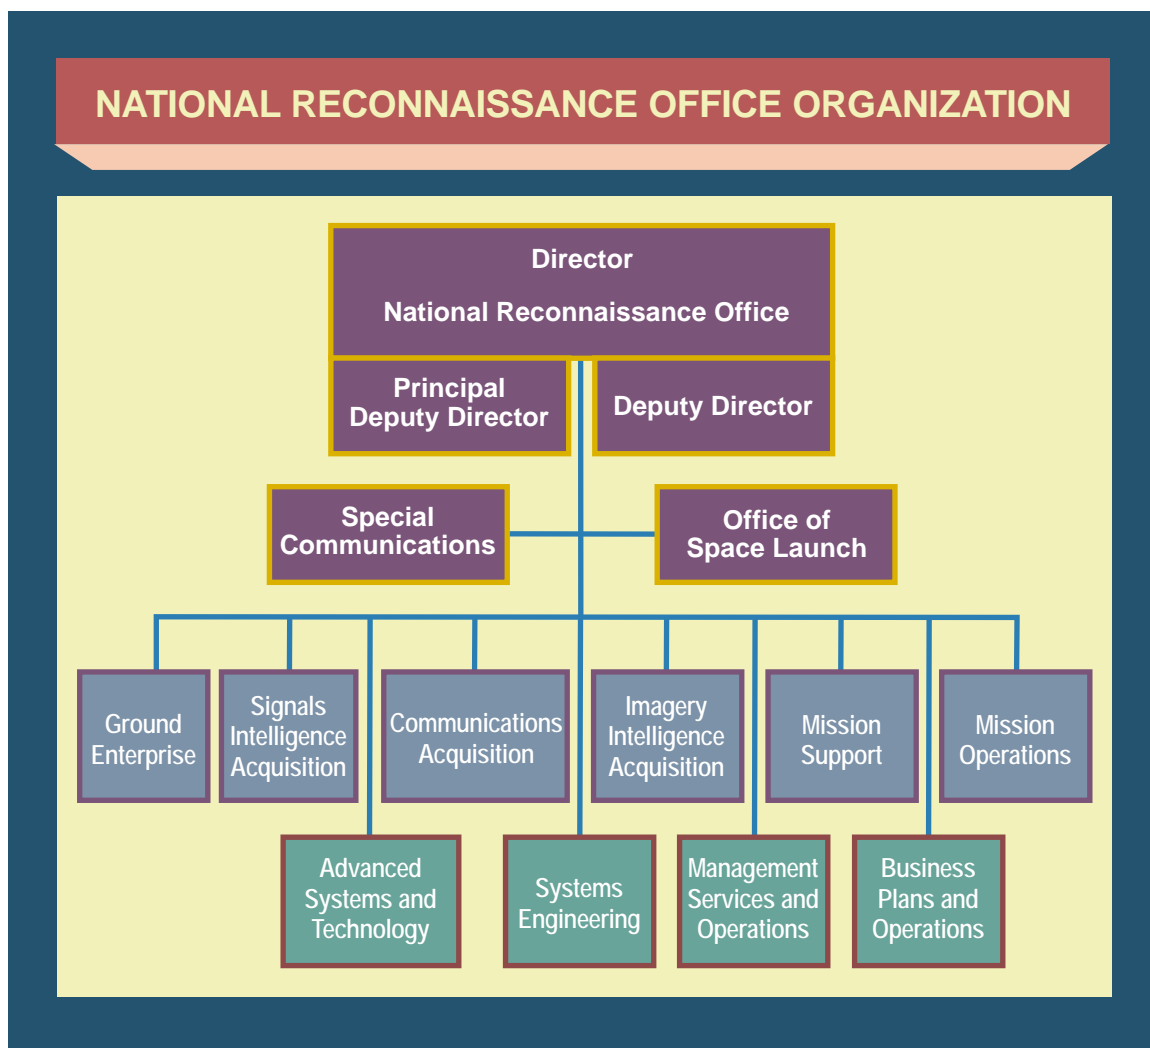 NATIONAL RECONNAISSANCE OFFICE ORGANIZATION
Director
National Reconnaissance Office
Principal
Deputy Director
Deputy Director
Special
Communications
Office of
Space Launch
Ground
Enterprise
Signals
Intelligence
Acquisition
Communications
Acquisition
Imagery
Intelligence
Acquisition
Mission
Support
Mission
Operations
Advanced
Systems and
Technology
Systems
Engineering
Management
Services and
Operations
Business
Plans and
Operations